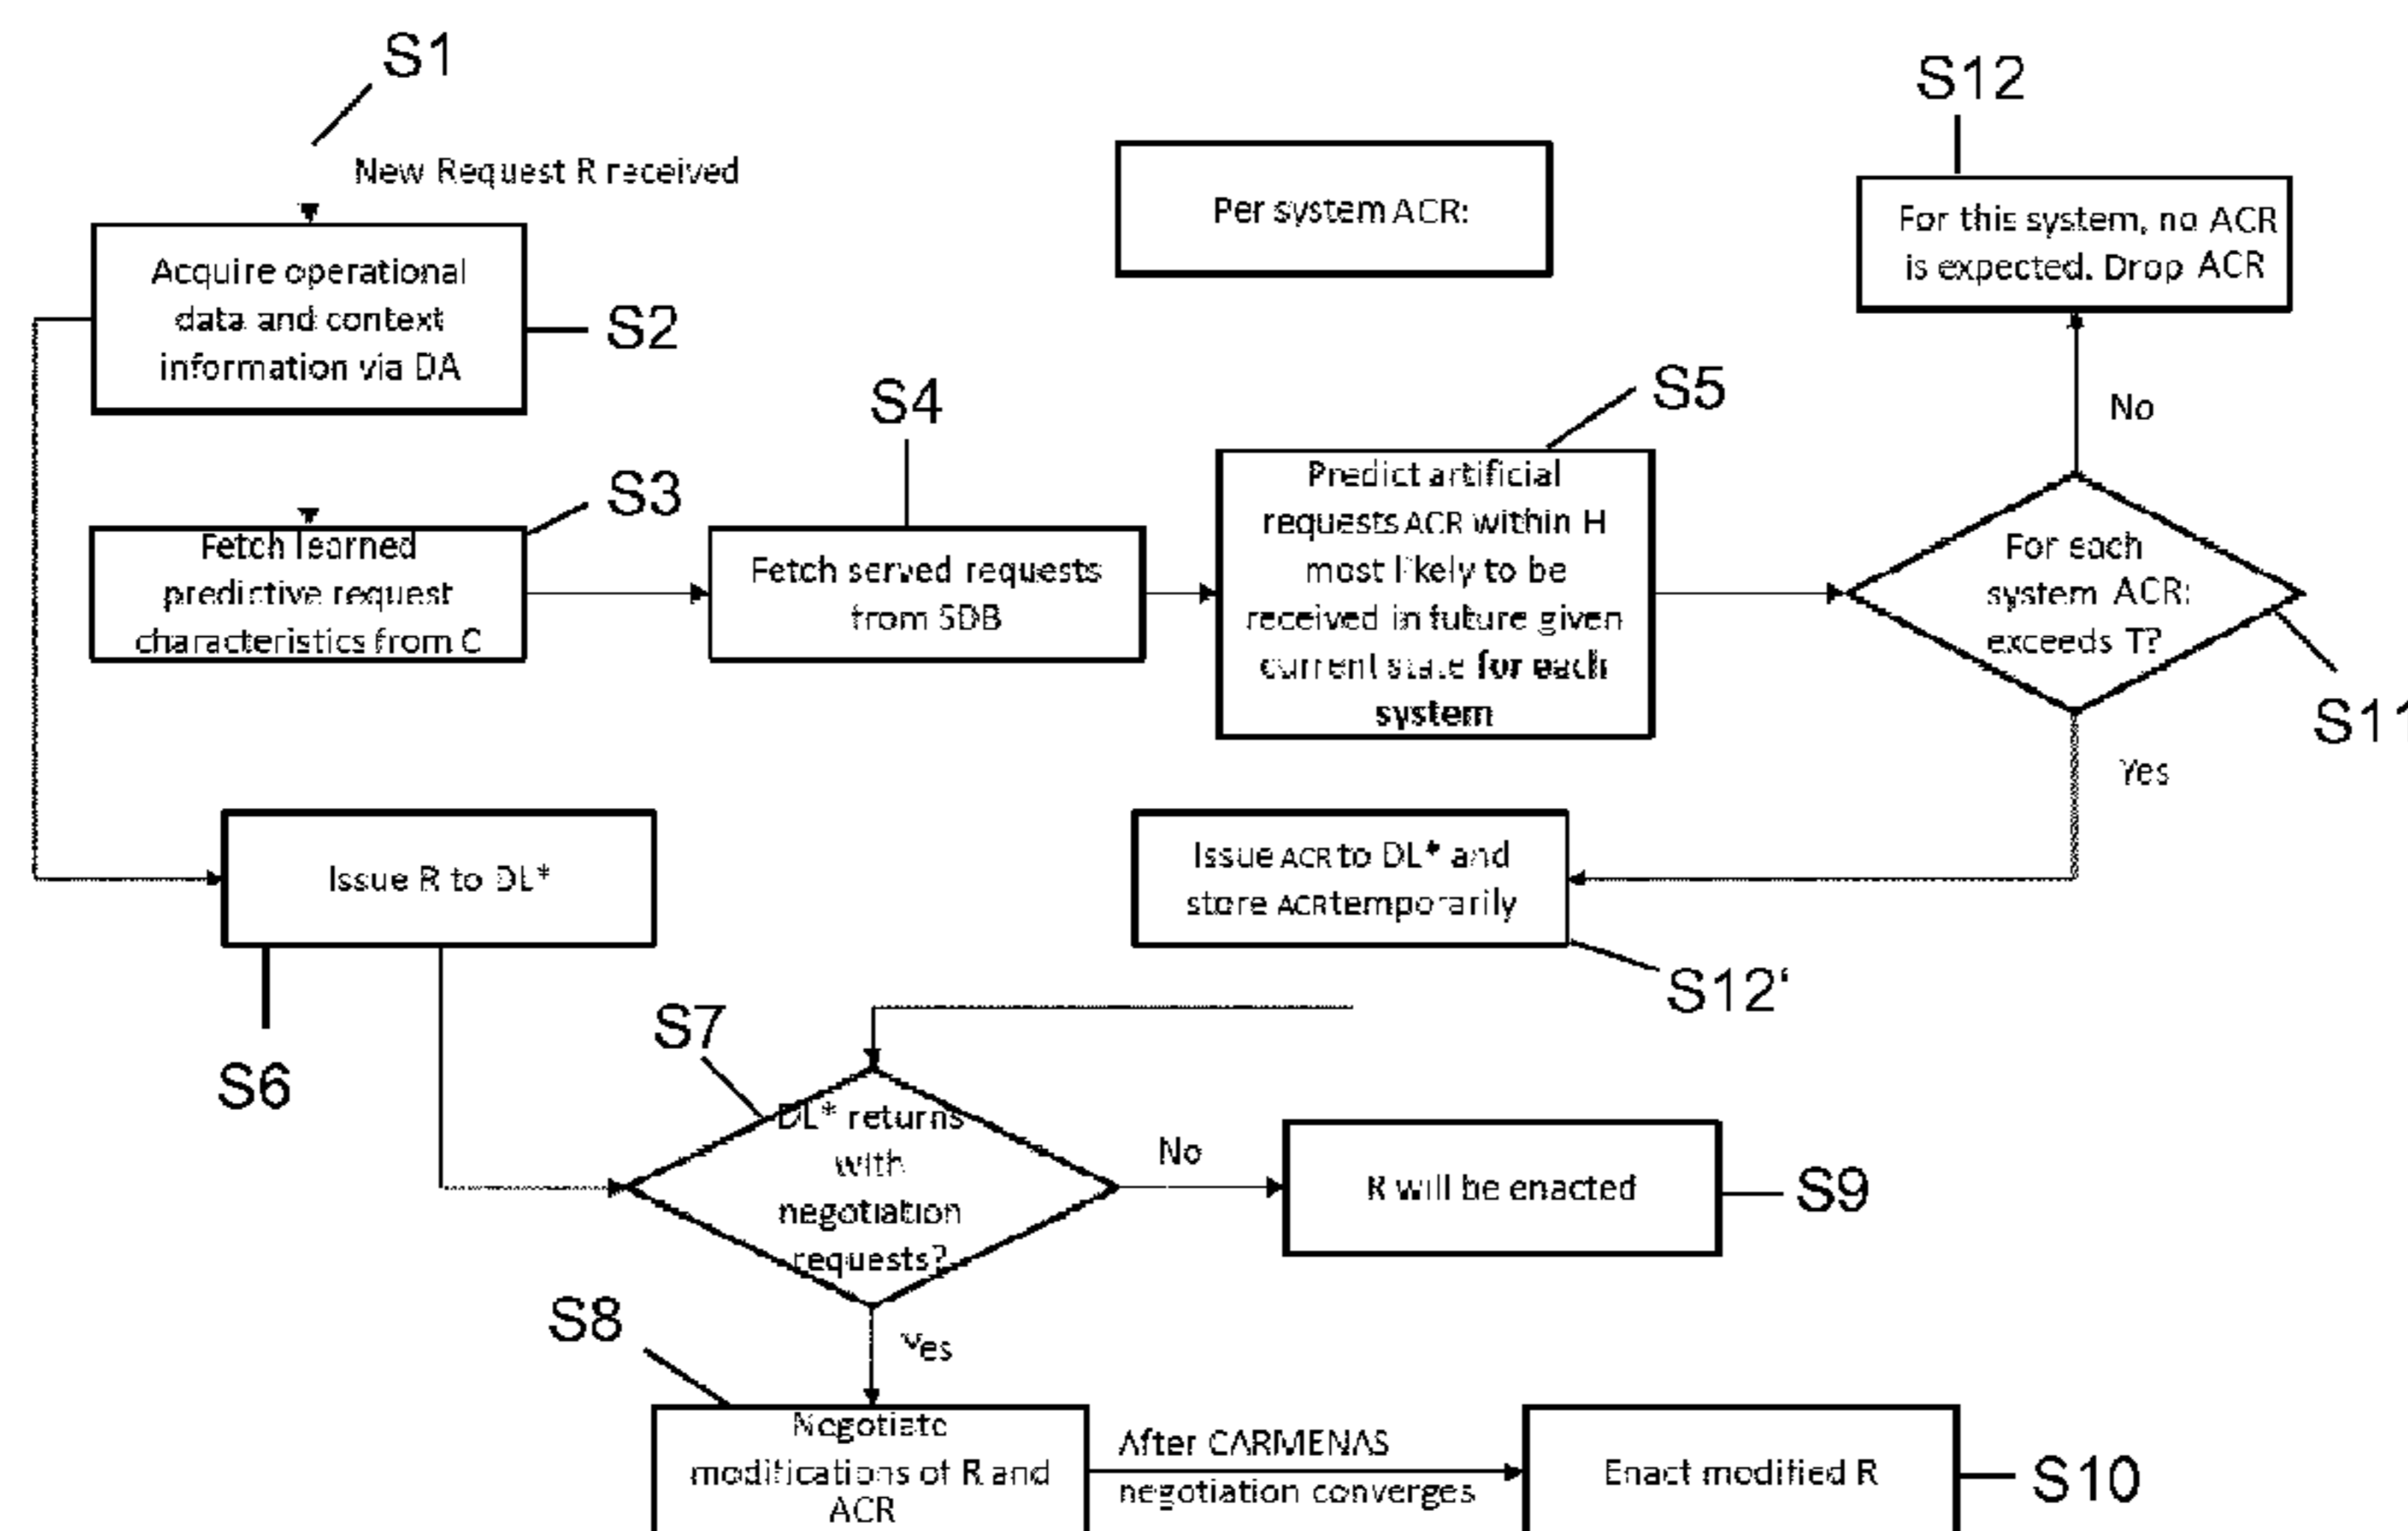 S1
New Request R received
Acquire operational
data and context
information via DA
S2
Per system ACR:
S12
For this system, no ACR
is expected. Drop ACR
No
S3
Fetch learned
predictive request
characteristics from C
S4
Fetch served requests
from SDB
S5
Predict artificial
requests ACR within H
most likely to be
received in future given
current state for each
system
For each
system ACR:
exceeds T?
S11
Yes
Issue R to DL*
S6
Issue ACR to DL* and
store ACR temporarily
S12'
S7
DL* returns
with
negotiation
requests?
No
R will be enacted
S9
Yes
S8
Negotiate
modifications of R and
ACR
After CARMENAS
negotiation converges
Enact modified R
S10